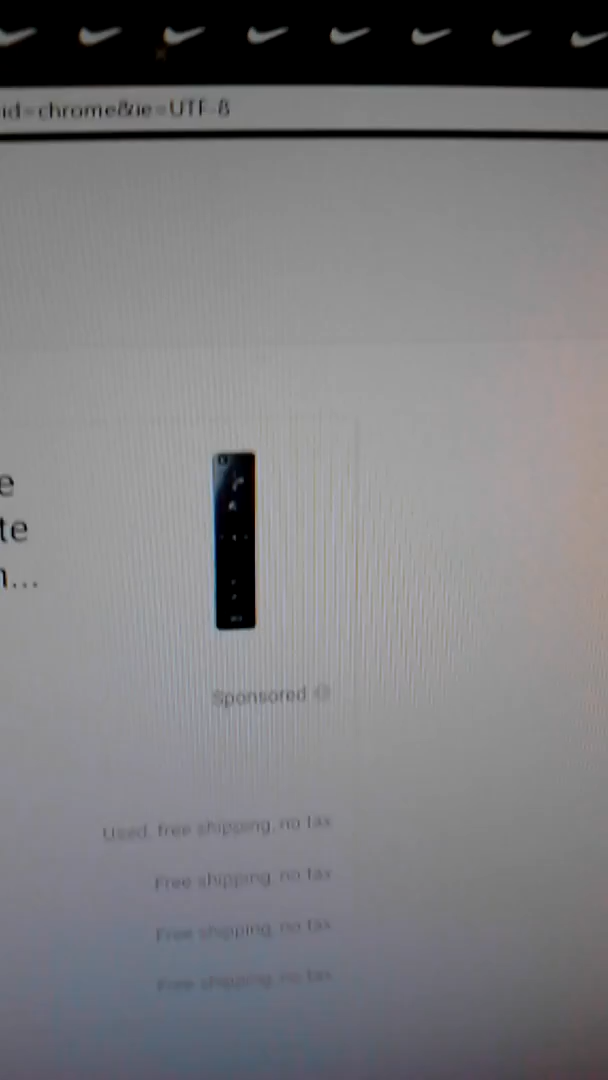 id=chrome&ie=UTF-8
e
te
n...
Sponsored
Used, free shipping, no tax
Free shipping, no tax
Free shipping, no tax
Free shipping, no tax